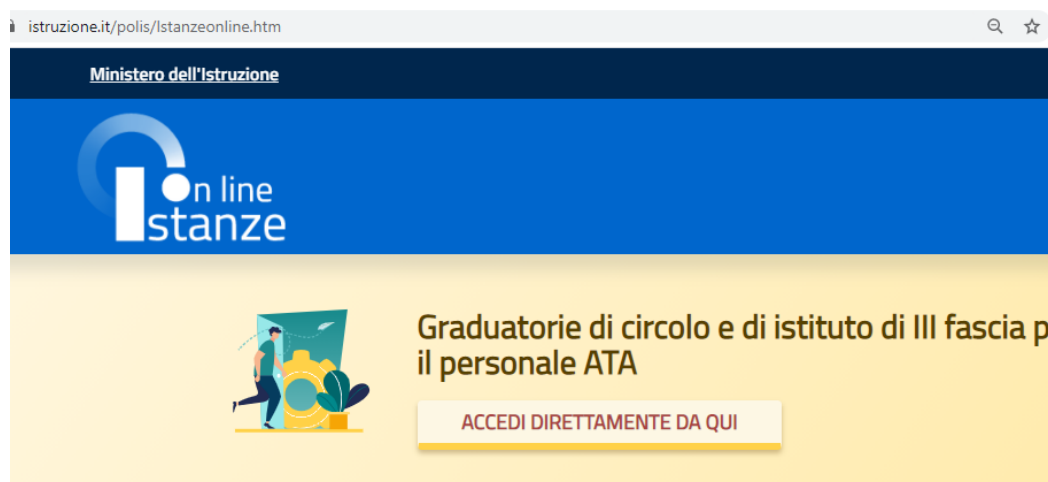 istruzione.it/polis/Istanzeonline.htm
Ministero dell'Istruzione
On line
Istanze
Graduatorie di circolo e di istituto di III fascia p
il personale ATA
ACCEDI DIRETTAMENTE DA QUI